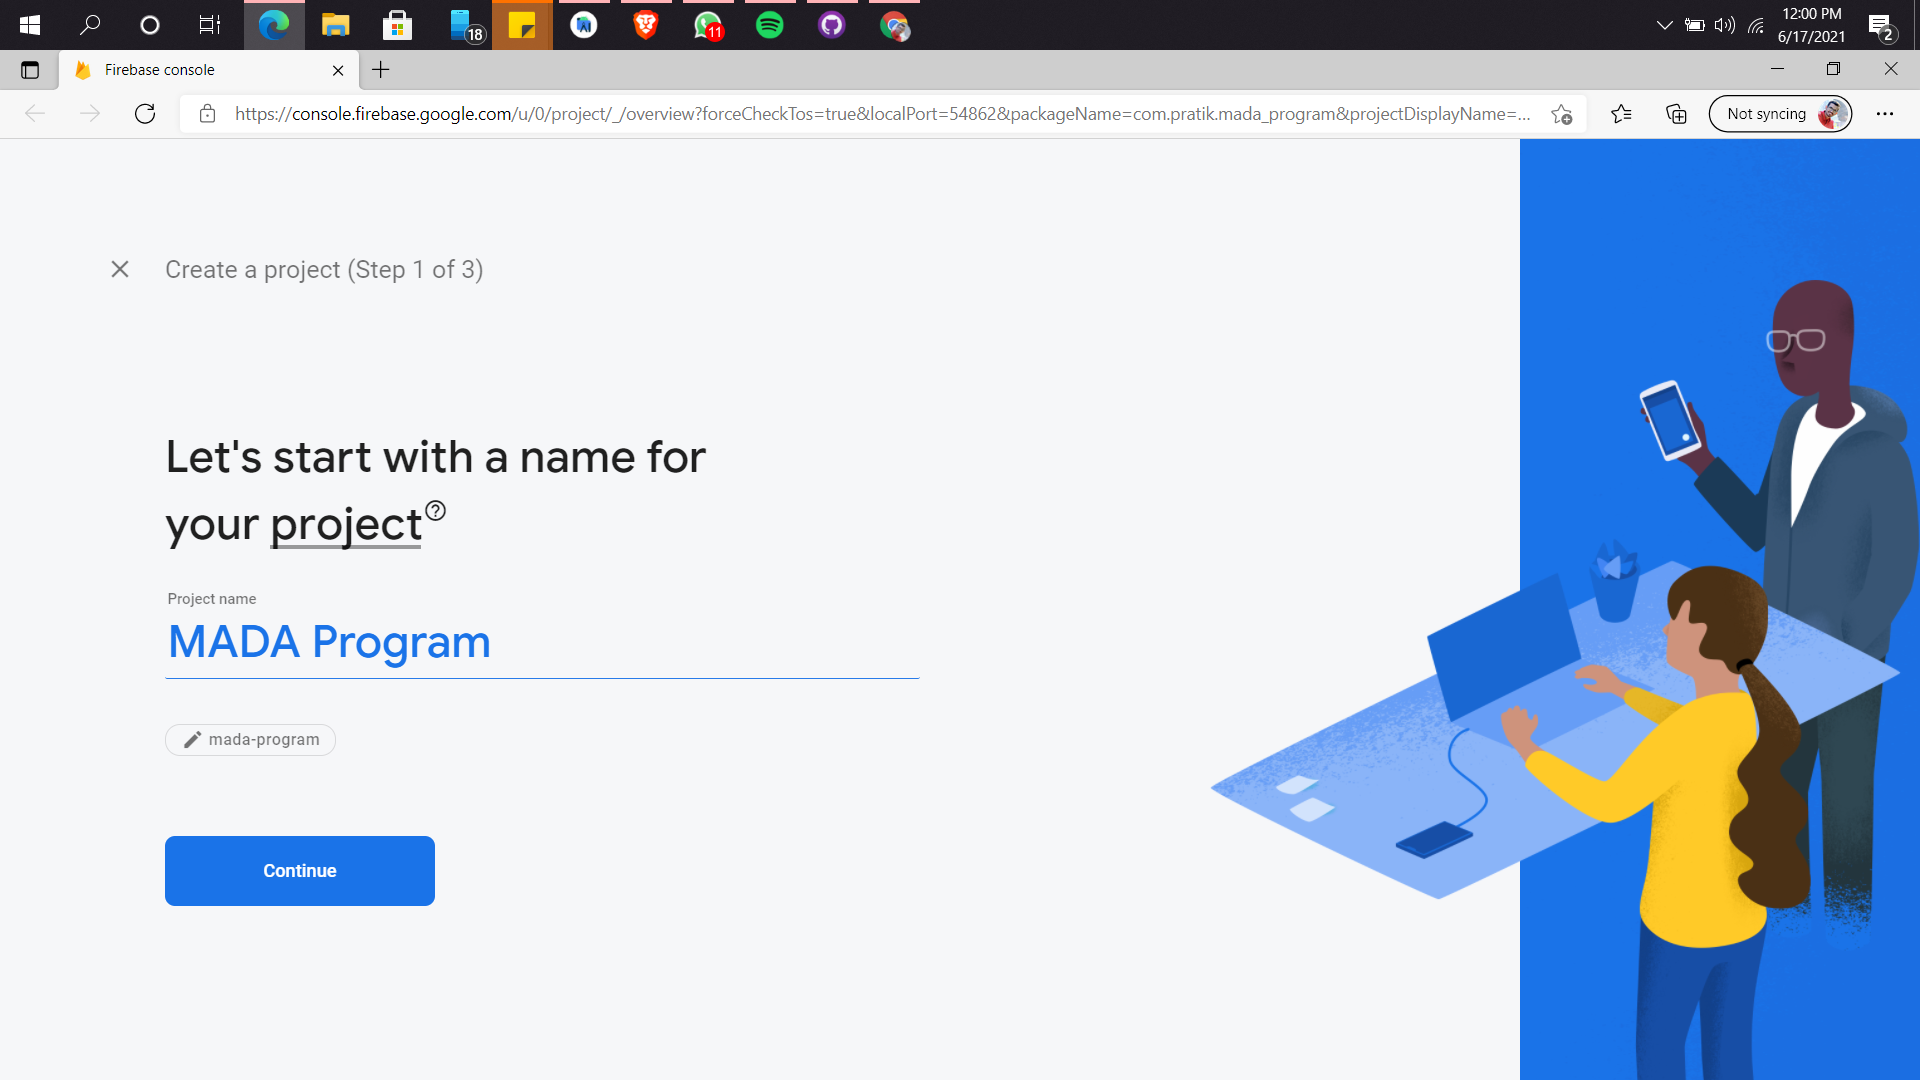 18
11
12:00 PM
6/17/2021
2
Firebase console
https://console.firebase.google.com/u/0/project/_/overview?forceCheckTos=true&localPort=54862&packageName=com.pratik.mada_program&projectDisplayName=...
Not syncing
Create a project (Step 1 of 3)
Let's start with a name for
your project
Project name
MADA Program
mada-program
Continue